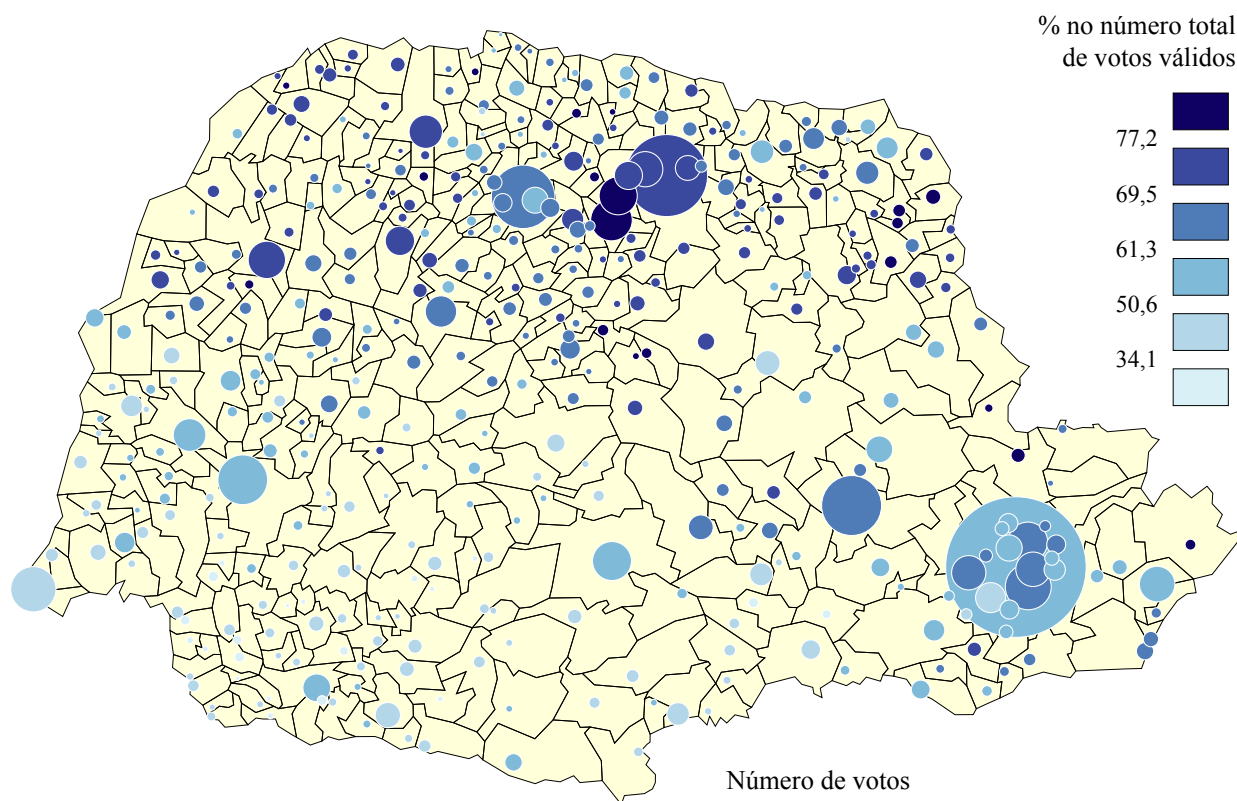 % no número total
de votos válidos
77,2
69,5
61,3
50,6
34,1
Número de votos